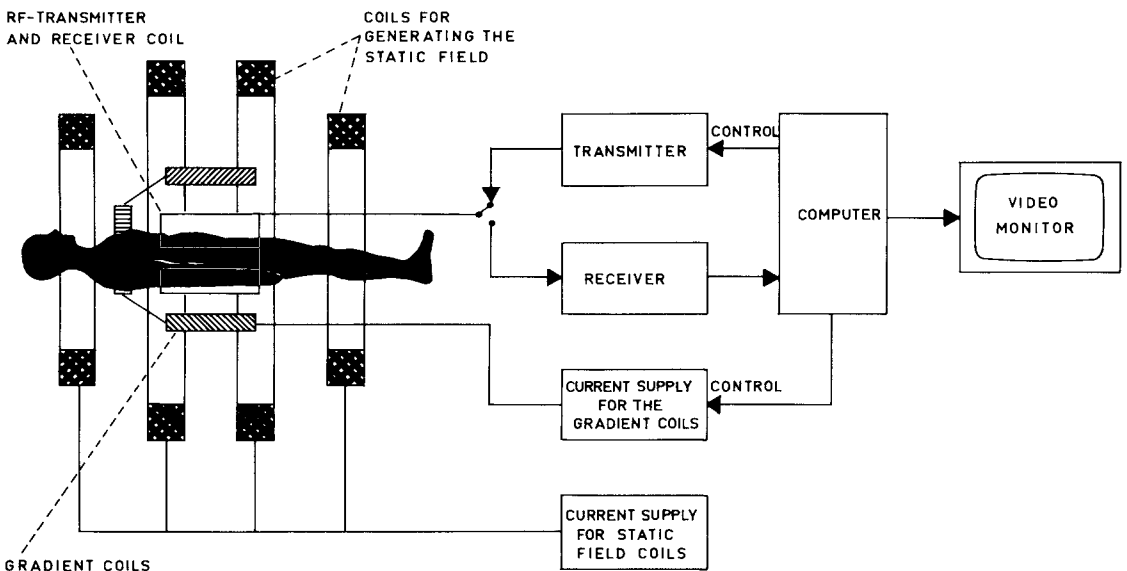 RF-TRANSMITTER
AND RECEIVER COIL
COILS FOR
GENERATING THE
STATIC FIELD
TRANSMITTER
CONTROL
COMPUTER
VIDEO
MONITOR
RECEIVER
CURRENT SUPPLY
FOR THE
GRADIENT COILS
CONTROL
CURRENT SUPPLY
FOR STATIC
FIELD COILS
GRADIENT COILS